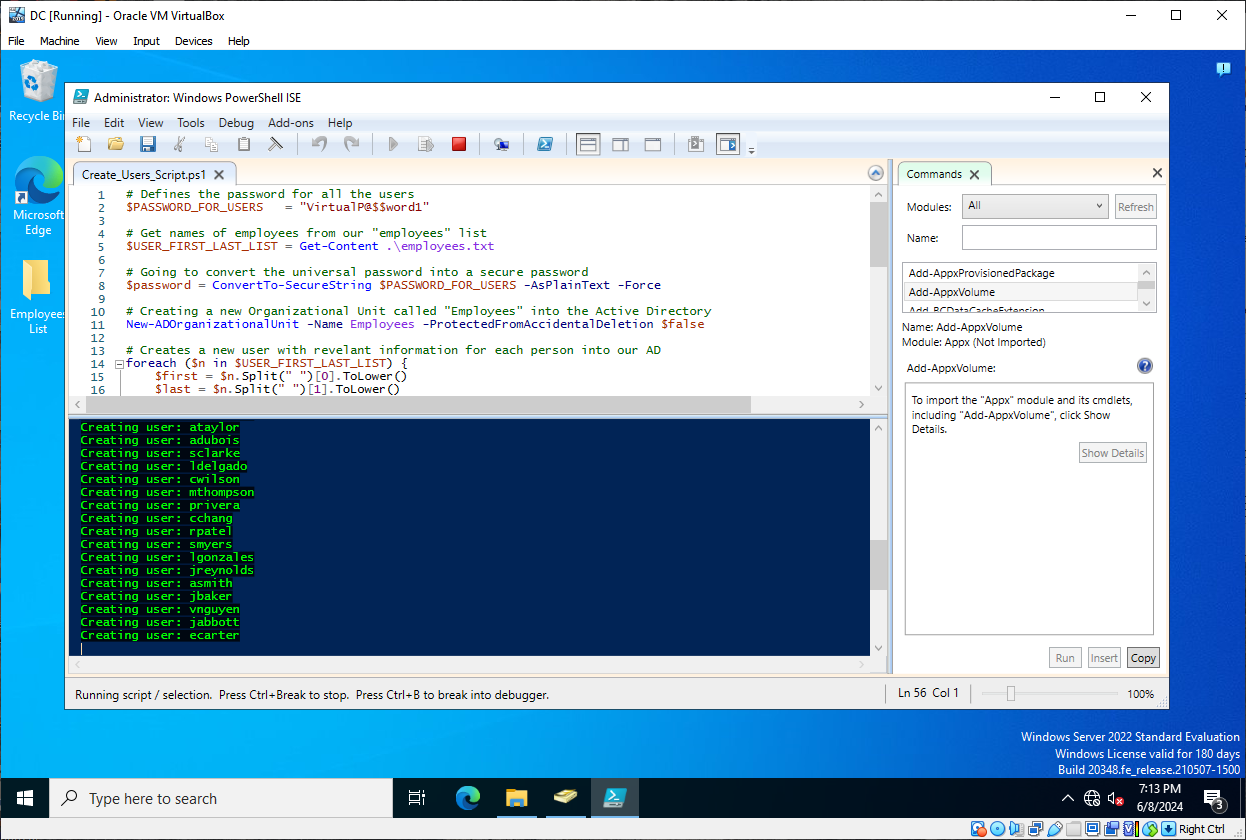 DC [Running] - Oracle VM VirtualBox
File Machine View Input Devices Help
Recycle Bin
Microsoft
Edge
Employees
List
Administrator: Windows PowerShell ISE
File Edit View Tools Debug Add-ons Help
Create_Users_Script.ps1
1 # Defines the password for all the users
2 $PASSWORD_FOR_USERS = "VirtualP@$$word1"
3
4 # Get names of employees from our "employees" list
5 $USER_FIRST_LAST_LIST = Get-Content .\employees.txt
6
7 # Going to convert the universal password into a secure password
8 $password = ConvertTo-SecureString $PASSWORD_FOR_USERS -AsPlainText -Force
9
10 # Creating a new Organizational Unit called "Employees" into the Active Directory
11 New-ADOrganizationalUnit -Name Employees -ProtectedFromAccidentalDeletion $false
12
13 # Creates a new user with revelant information for each person into our AD
14 foreach ($n in $USER_FIRST_LAST_LIST) {
15 $first = $n.Split(" ")[0].ToLower()
16 $last = $n.Split(" ")[1].ToLower()
Creating user: ataylor
Creating user: adubois
Creating user: sclarke
Creating user: ldelgado
Creating user: cwilson
Creating user: mthompson
Creating user: privera
Creating user: cchang
Creating user: rpatel
Creating user: smyers
Creating user: lgonzales
Creating user: jreynolds
Creating user: asmith
Creating user: jbaker
Creating user: vnguyen
Creating user: jabbott
Creating user: ecarter
Commands
Modules: All Refresh
Name:
Add-AppxProvisionedPackage
Add-AppxVolume
Add-BCDataCacheExtension
Name: Add-AppxVolume
Module: Appx (Not Imported)
Add-AppxVolume:
To import the "Appx" module and its cmdlets,
including "Add-AppxVolume", click Show
Details.
Show Details
Run Insert Copy
Running script / selection. Press Ctrl+Break to stop. Press Ctrl+B to break into debugger.
Ln 56 Col 1
100%
Windows Server 2022 Standard Evaluation
Windows License valid for 180 days
Build 20348.fe_release.210507-1500
Type here to search
7:13 PM
6/8/2024
3
Right Ctrl